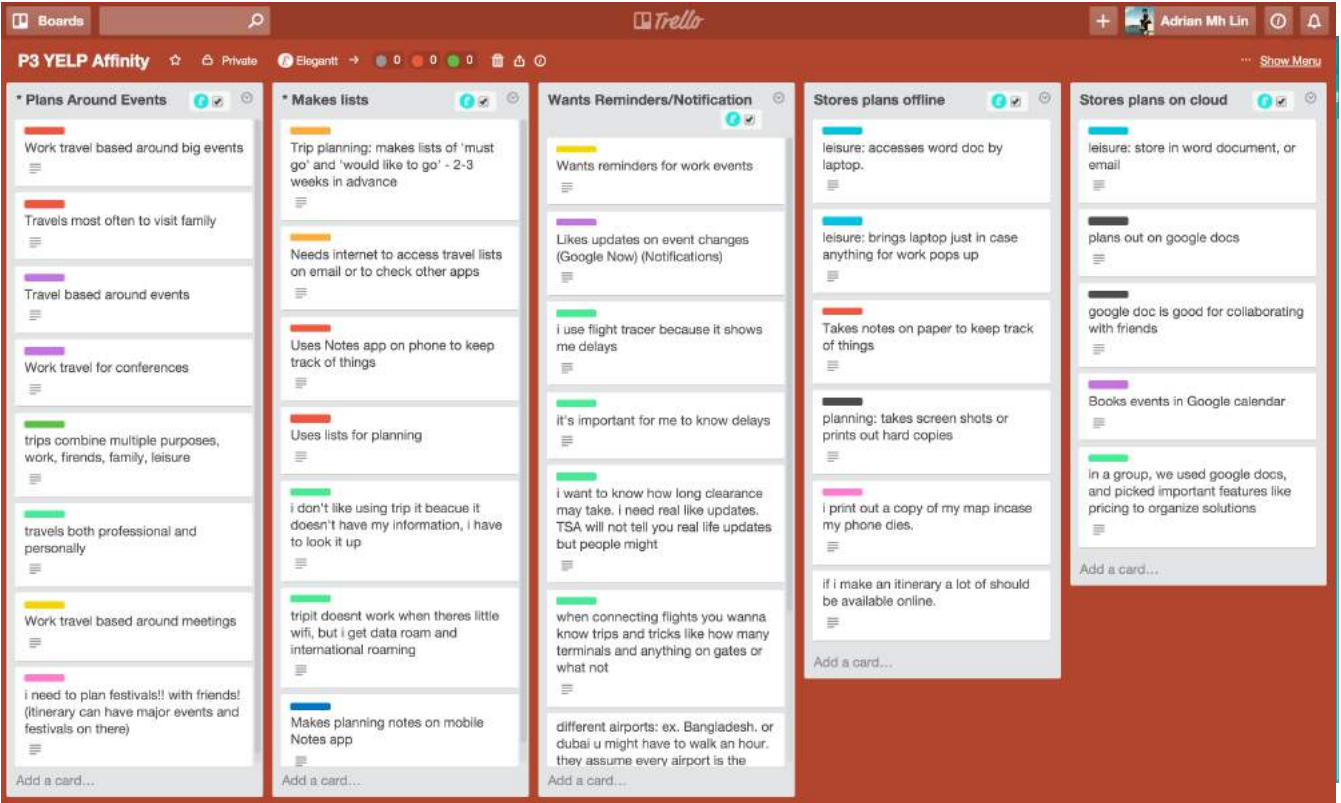 Boards
Trello
Adrian Mh Lin
P3 YELP Affinity
Private
Elegantt
0
0
0
... Show Menu
* Plans Around Events
Work travel based around big events
Travels most often to visit family
Travel based around events
Work travel for conferences
trips combine multiple purposes,
work, firends, family, leisure
travels both professional and
personally
Work travel based around meetings
i need to plan festivals!! with friends!
(itinerary can have major events and
festivals on there)
Add a card...
* Makes lists
Trip planning: makes lists of 'must
go' and 'would like to go' - 2-3
weeks in advance
Needs internet to access travel lists
on email or to check other apps
Uses Notes app on phone to keep
track of things
Uses lists for planning
i don't like using trip it beacue it
doesn't have my information, i have
to look it up
tripit doesnt work when theres little
wifi, but i get data roam and
international roaming
Makes planning notes on mobile
Notes app
Add a card...
Wants Reminders/Notification
Wants reminders for work events
Likes updates on event changes
(Google Now) (Notifications)
i use flight tracer because it shows
me delays
it's important for me to know delays
i want to know how long clearance
may take. i need real like updates.
TSA will not tell you real life updates
but people might
when connecting flights you wanna
know trips and tricks like how many
terminals and anything on gates or
what not
different airports: ex. Bangladesh. or
dubai u might have to walk an hour.
they assume every airport is the
Add a card...
Stores plans offline
leisure: accesses word doc by
laptop.
leisure: brings laptop just in case
anything for work pops up
Takes notes on paper to keep track
of things
planning: takes screen shots or
prints out hard copies
i print out a copy of my map incase
my phone dies.
if i make an itinerary a lot of should
be available online.
Add a card...
Stores plans on cloud
leisure: store in word document, or
email
plans out on google docs
google doc is good for collaborating
with friends
Books events in Google calendar
in a group, we used google docs,
and picked important features like
pricing to organize solutions
Add a card...